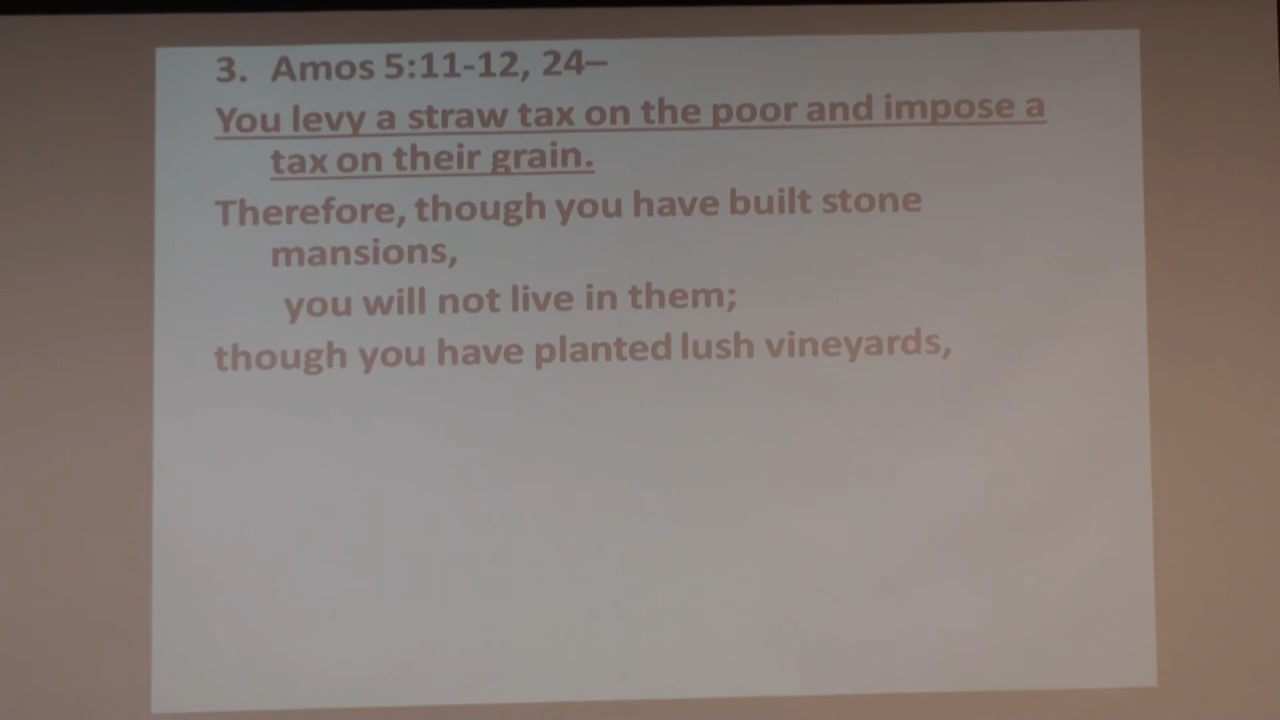 3. Amos 5:11-12, 24–
You levy a straw tax on the poor and impose a
tax on their grain.
Therefore, though you have built stone
mansions,
you will not live in them;
though you have planted lush vineyards,